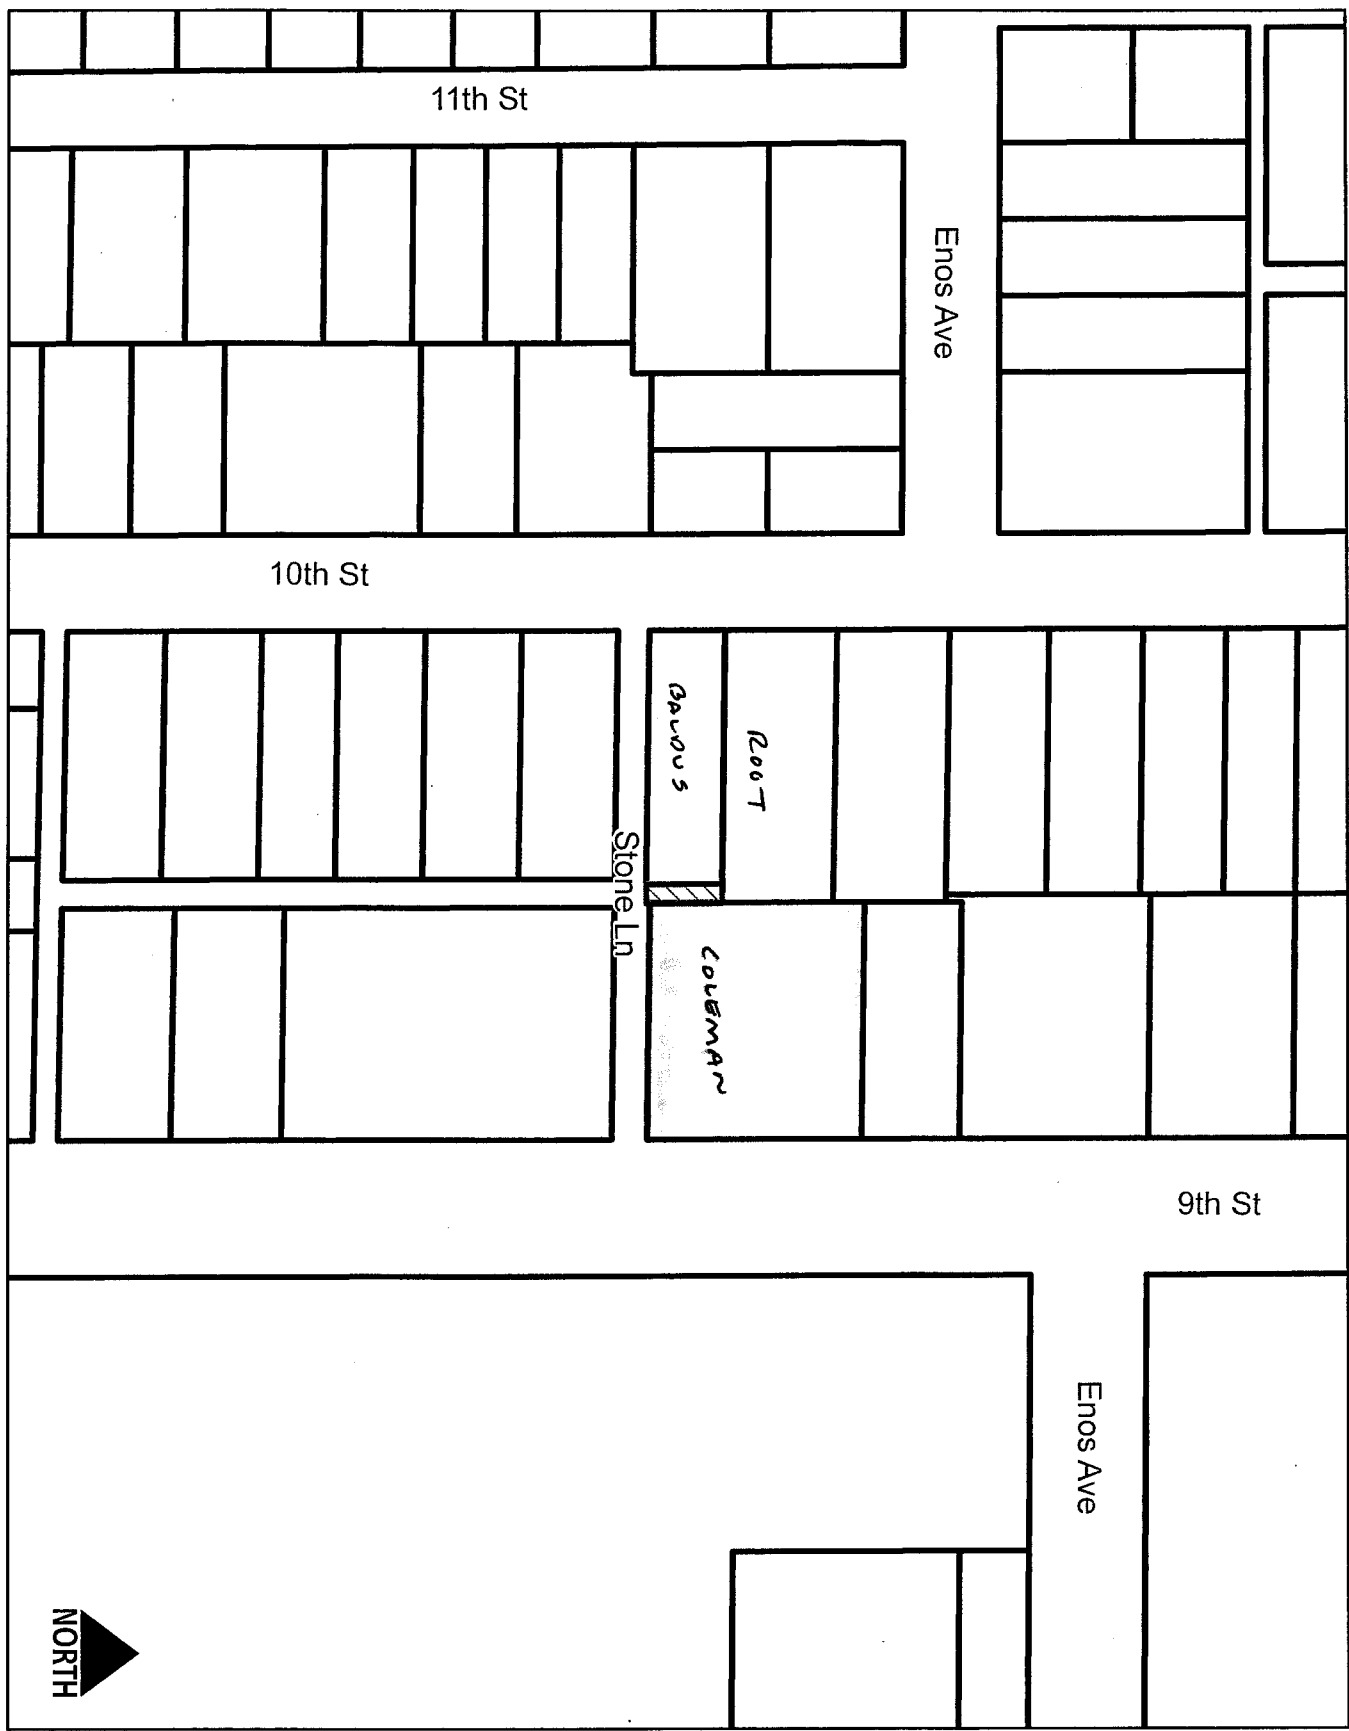 11th St
Enos Ave
10th St
BALDUS
ROOT
Stone Ln
COLEMAN
9th St
Enos Ave
NORTH